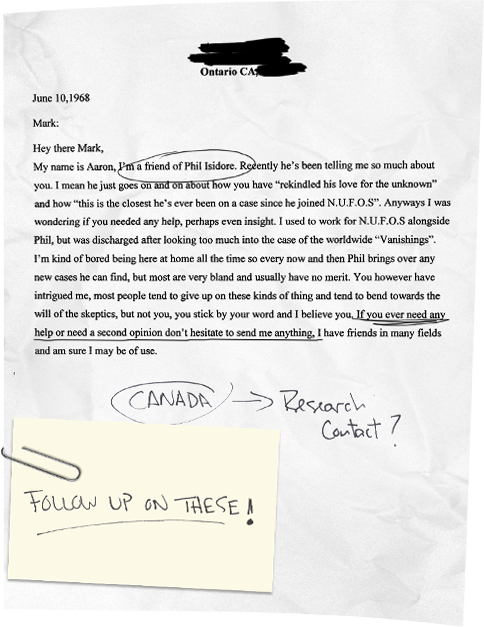 Ontario CA,
June 10,1968
Mark:
Hey there Mark,
My name is Aaron, I'm a friend of Phil Isidore. Recently he's been telling me so much about
you. I mean he just goes on and on about how you have “rekindled his love for the unknown”
and how “this is the closest he's ever been on a case since he joined N.U.F.O.S”. Anyways I was
wondering if you needed any help, perhaps even insight. I used to work for N.U.F.O.S alongside
Phil, but was discharged after looking too much into the case of the worldwide “Vanishings”.
I'm kind of bored being here at home all the time so every now and then Phil brings over any
new cases he can find, but most are very bland and usually have no merit. You however have
intrigued me, most people tend to give up on these kinds of thing and tend to bend towards the
will of the skeptics, but not you, you stick by your word and I believe you. If you ever need any
help or need a second opinion don't hesitate to send me anything, I have friends in many fields
and am sure I may be of use.
CANADA → Research
Contact?
FOLLOW UP ON THESE!